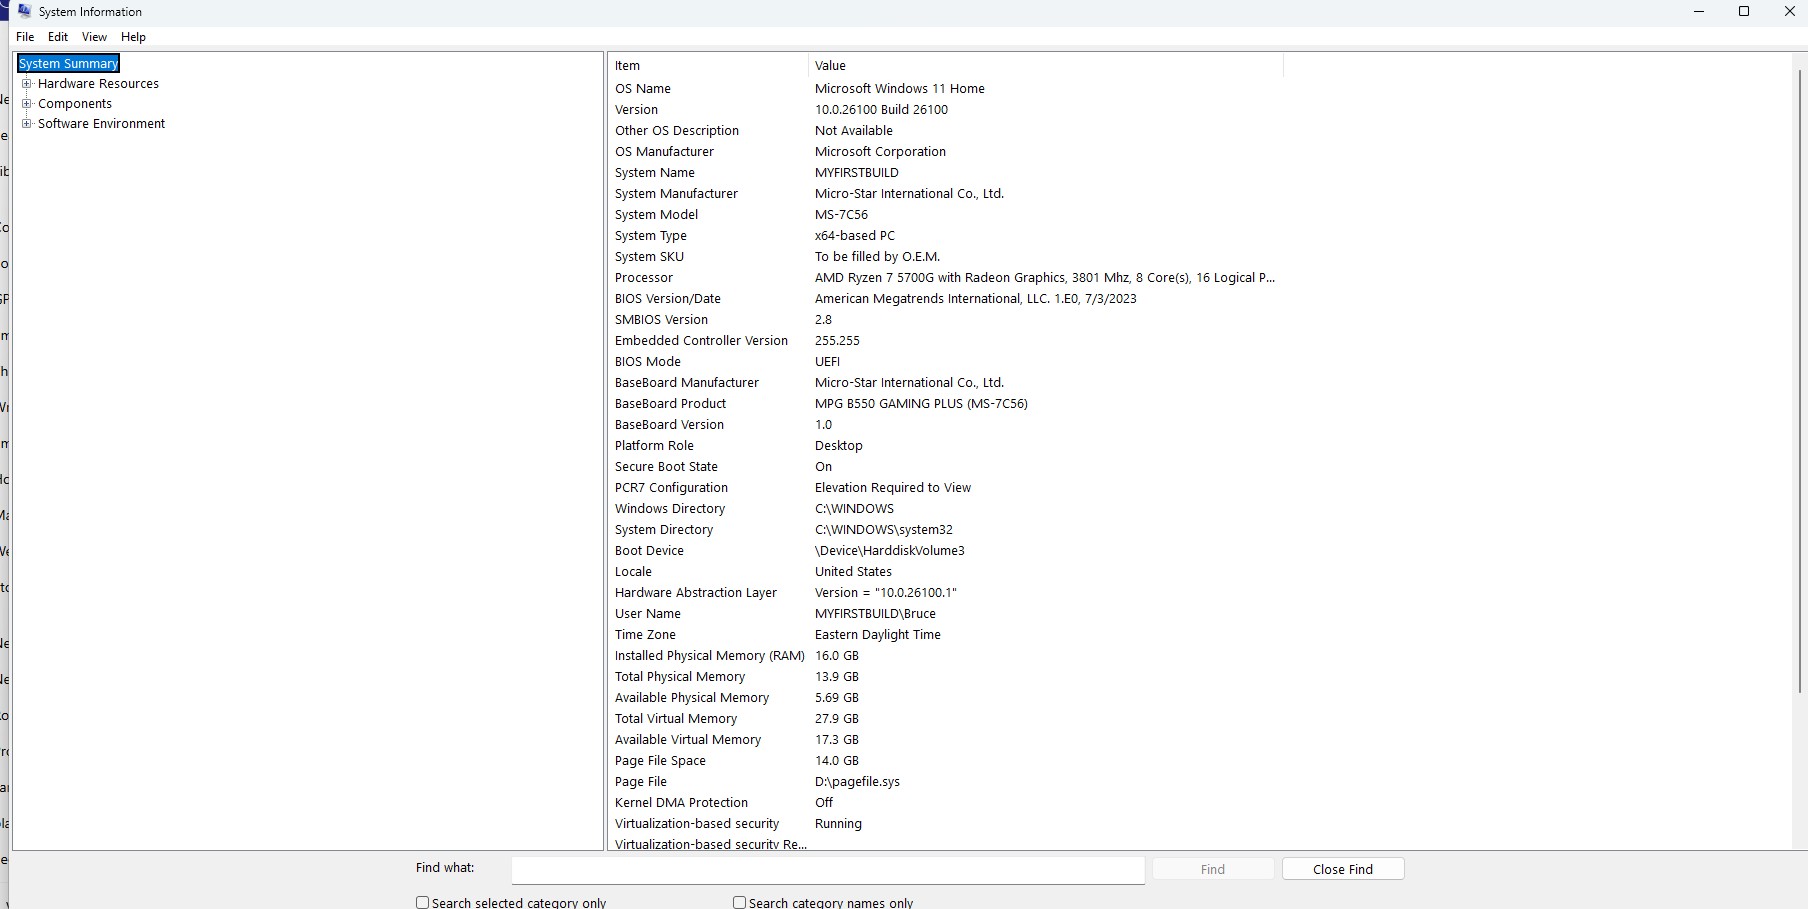 System Information
File Edit View Help
System Summary
Hardware Resources
Components
Software Environment
Item Value
OS Name Microsoft Windows 11 Home
Version 10.0.26100 Build 26100
Other OS Description Not Available
OS Manufacturer Microsoft Corporation
System Name MYFIRSTBUILD
System Manufacturer Micro-Star International Co., Ltd.
System Model MS-7C56
System Type x64-based PC
System SKU To be filled by O.E.M.
Processor AMD Ryzen 7 5700G with Radeon Graphics, 3801 Mhz, 8 Core(s), 16 Logical P...
BIOS Version/Date American Megatrends International, LLC. 1.E0, 7/3/2023
SMBIOS Version 2.8
Embedded Controller Version 255.255
BIOS Mode UEFI
BaseBoard Manufacturer Micro-Star International Co., Ltd.
BaseBoard Product MPG B550 GAMING PLUS (MS-7C56)
BaseBoard Version 1.0
Platform Role Desktop
Secure Boot State On
PCR7 Configuration Elevation Required to View
Windows Directory C:\WINDOWS
System Directory C:\WINDOWS\system32
Boot Device \Device\HarddiskVolume3
Locale United States
Hardware Abstraction Layer Version = "10.0.26100.1"
User Name MYFIRSTBUILD\Bruce
Time Zone Eastern Daylight Time
Installed Physical Memory (RAM) 16.0 GB
Total Physical Memory 13.9 GB
Available Physical Memory 5.69 GB
Total Virtual Memory 27.9 GB
Available Virtual Memory 17.3 GB
Page File Space 14.0 GB
Page File D:\pagefile.sys
Kernel DMA Protection Off
Virtualization-based security Running
Virtualization-based security Re...
Find what: Find Close Find
Search selected category only Search category names only